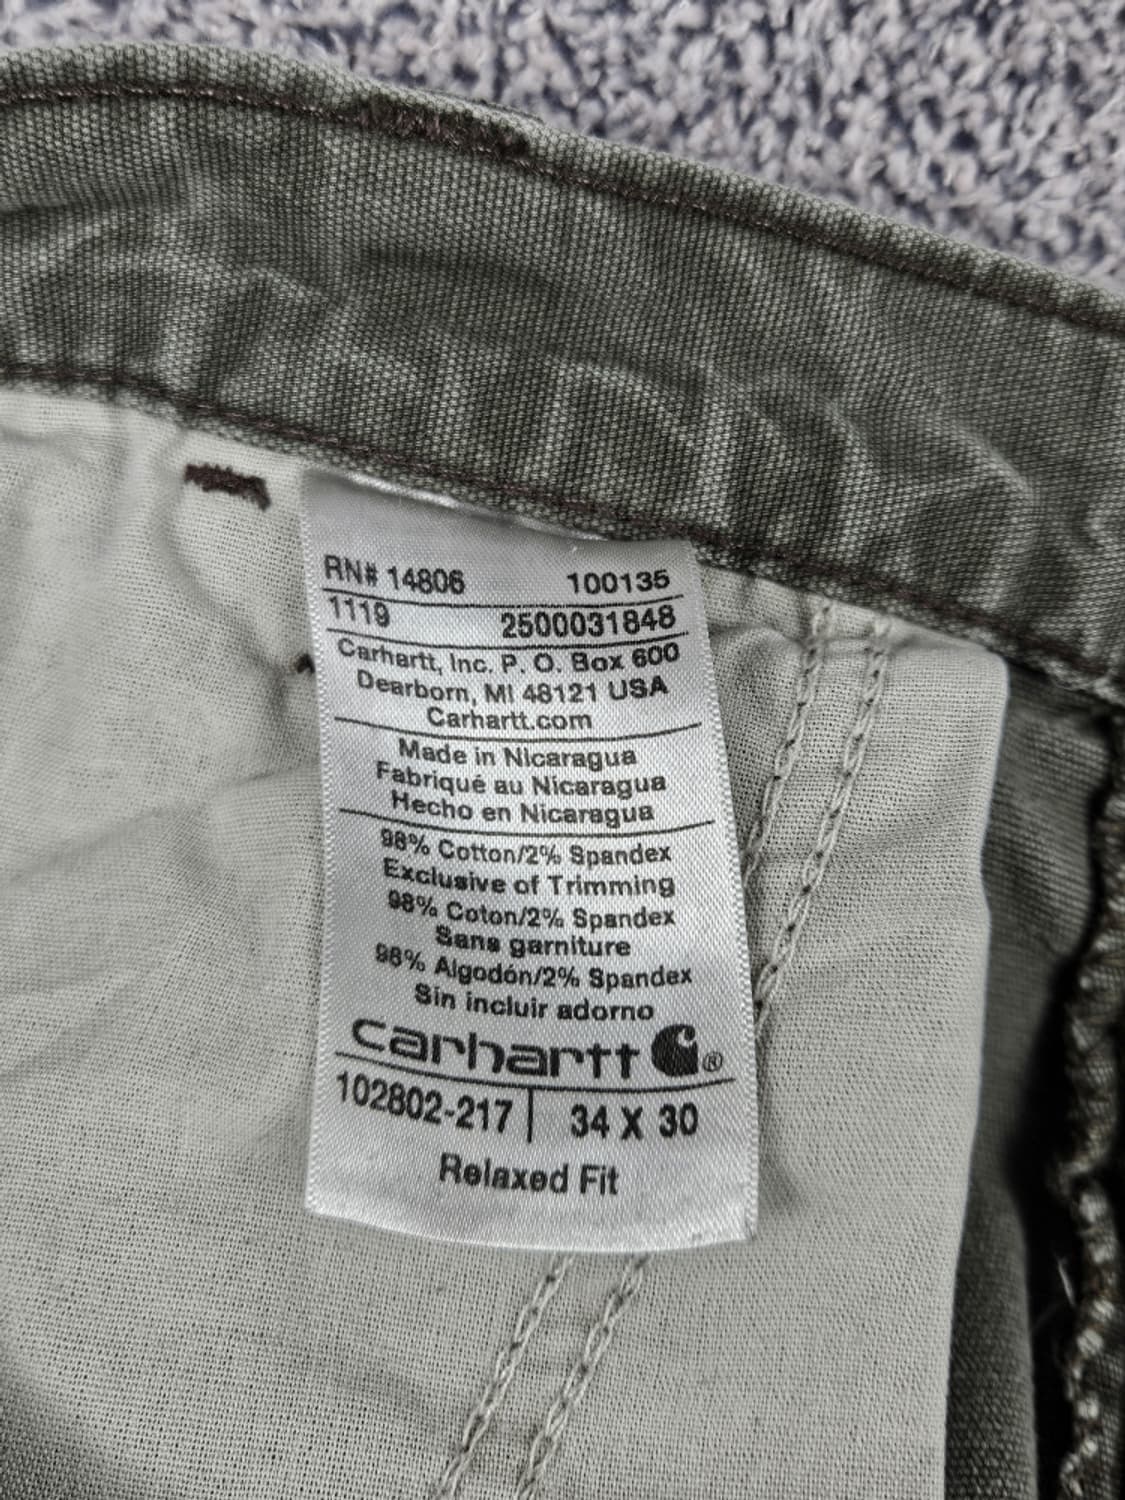 RN# 14806 100135
1119 2500031848
Carhartt, Inc. P. O. Box 600
Dearborn, MI 48121 USA
Carhartt.com
Made in Nicaragua
Fabriqué au Nicaragua
Hecho en Nicaragua
98% Cotton/2% Spandex
Exclusive of Trimming
98% Coton/2% Spandex
Sans garniture
98% Algodón/2% Spandex
Sin incluir adorno
carhartt ®
102802-217 34 X 30
Relaxed Fit